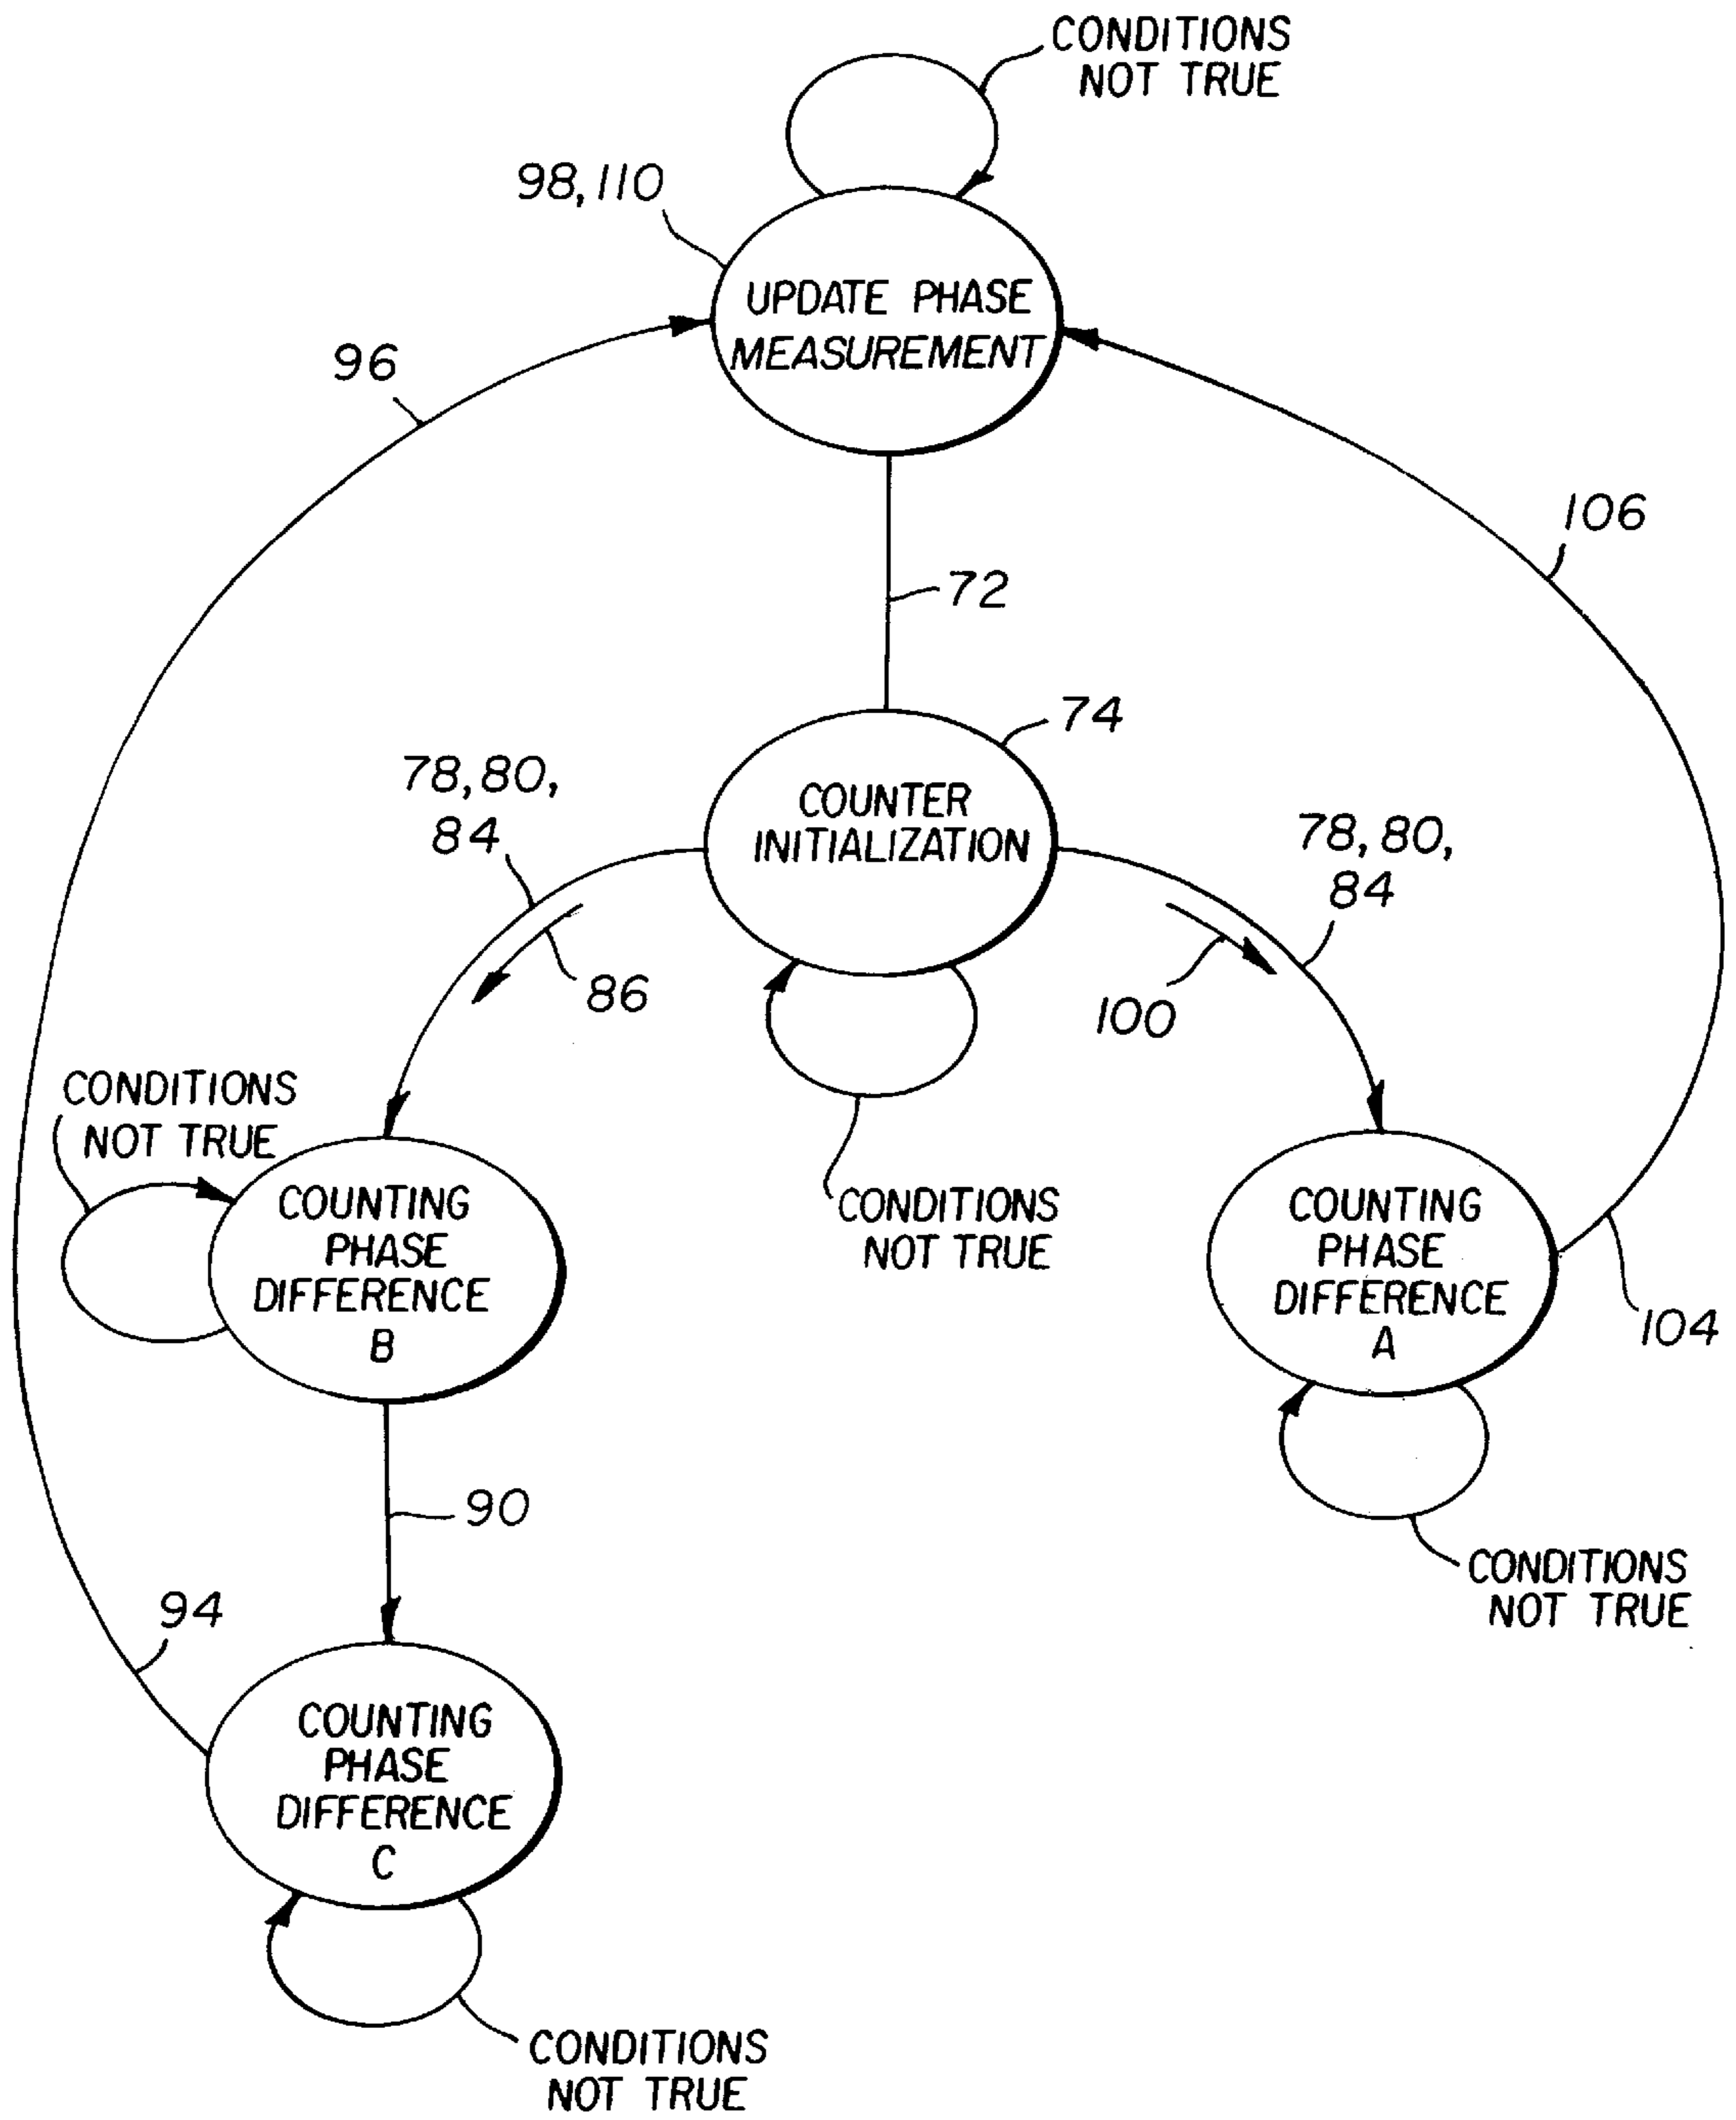 CONDITIONS
NOT TRUE
98,110
UPDATE PHASE
MEASUREMENT
96
106
72
74
78,80,
84
COUNTER
INITIALIZATION
78,80,
84
86
100
CONDITIONS
NOT TRUE
COUNTING
PHASE
DIFFERENCE
B
CONDITIONS
NOT TRUE
COUNTING
PHASE
DIFFERENCE
A
104
90
CONDITIONS
NOT TRUE
94
COUNTING
PHASE
DIFFERENCE
C
CONDITIONS
NOT TRUE